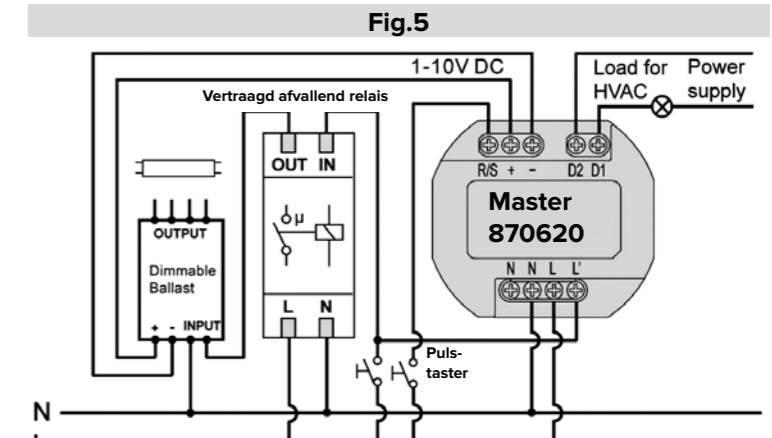 Fig.5
1-10V DC
Load for HVAC
Power supply
Vertraagd afvallend relais
OUT IN
R/S + - D2 D1
Master
870620
OUTPUT
Dimmable
Ballast
+ - INPUT
µ
N N L L'
L N
Puls-
taster
N